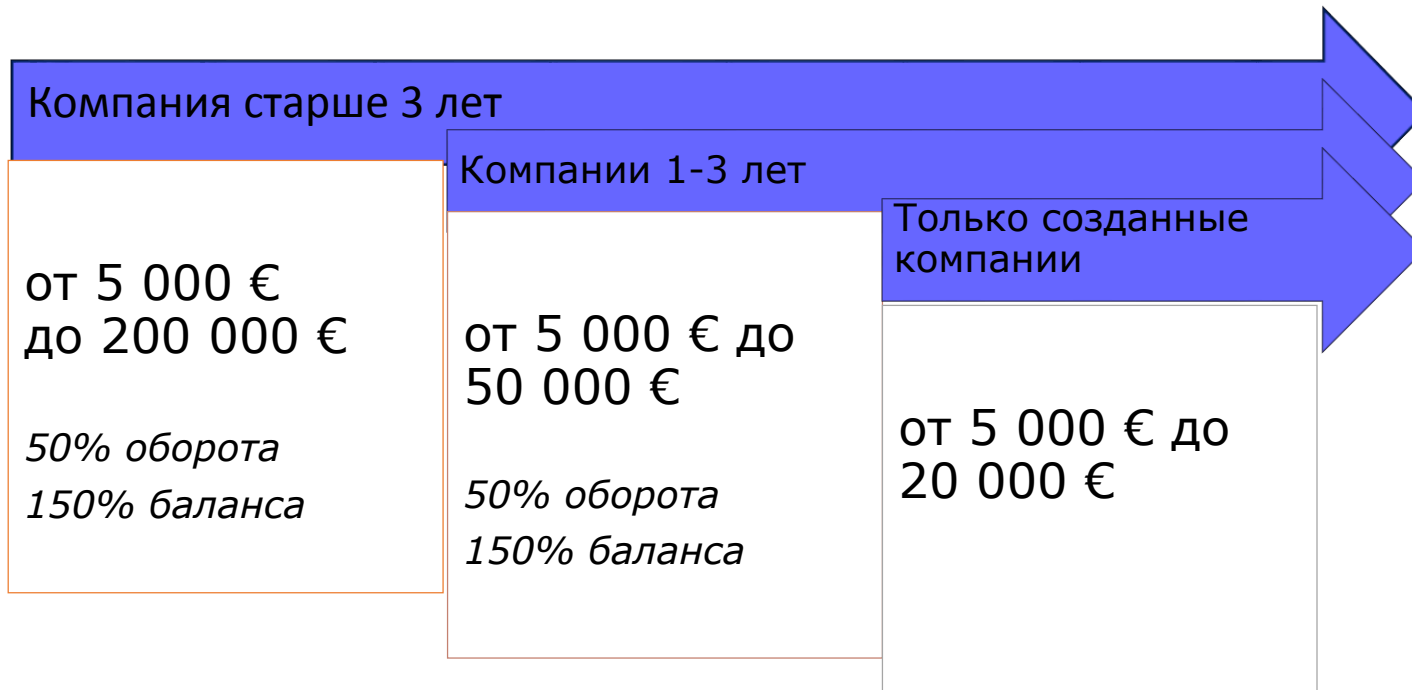 Компания старше 3 лет
от 5 000 €
до 200 000 €
50% оборота
150% баланса
Компании 1-3 лет
от 5 000 € до
50 000 €
50% оборота
150% баланса
Только созданные
компании
от 5 000 € до
20 000 €